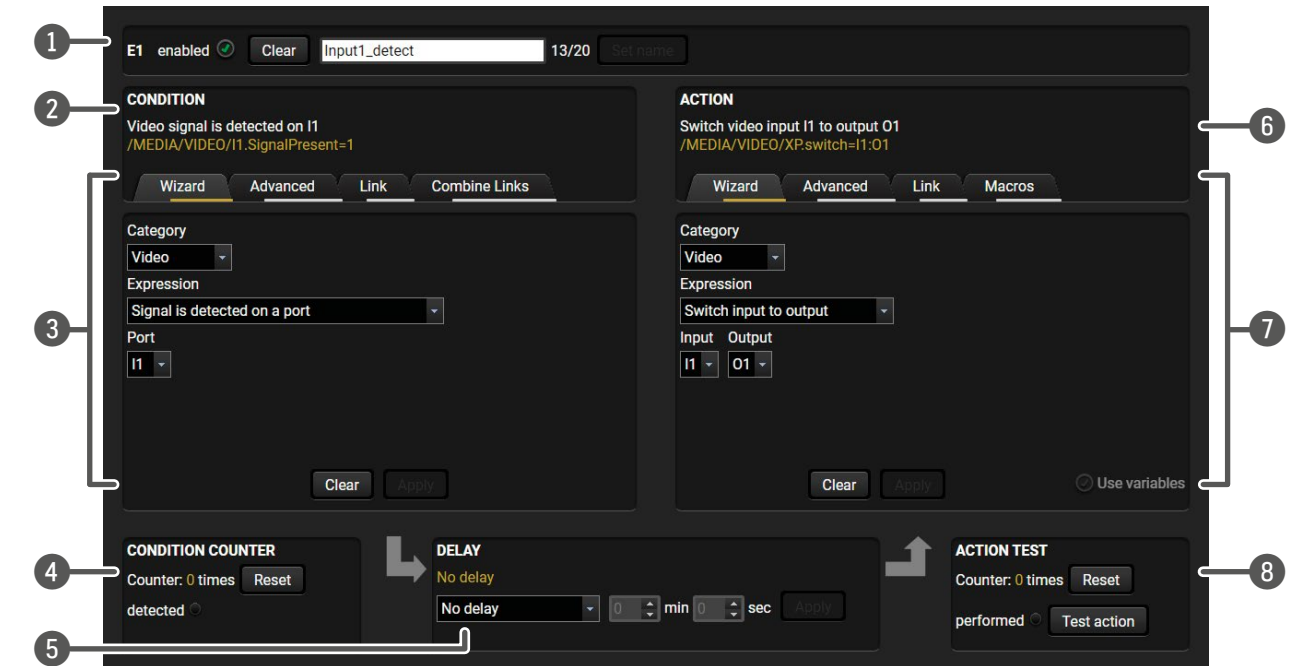 1
E1 enabled Clear Input1_detect 13/20 Set name
2
CONDITION
Video signal is detected on I1
/MEDIA/VIDEO/I1.SignalPresent=1
Wizard Advanced Link Combine Links
3
Category
Video
Expression
Signal is detected on a port
Port
I1
Clear Apply
ACTION
6
Switch video input I1 to output O1
/MEDIA/VIDEO/XP.switch=I1:O1
Wizard Advanced Link Macros
7
Category
Video
Expression
Switch input to output
Input Output
I1 O1
Clear Apply Use variables
4
CONDITION COUNTER
Counter: 0 times Reset
detected
5
DELAY
No delay
No delay 0 min 0 sec Apply
ACTION TEST
8
Counter: 0 times Reset
performed Test action